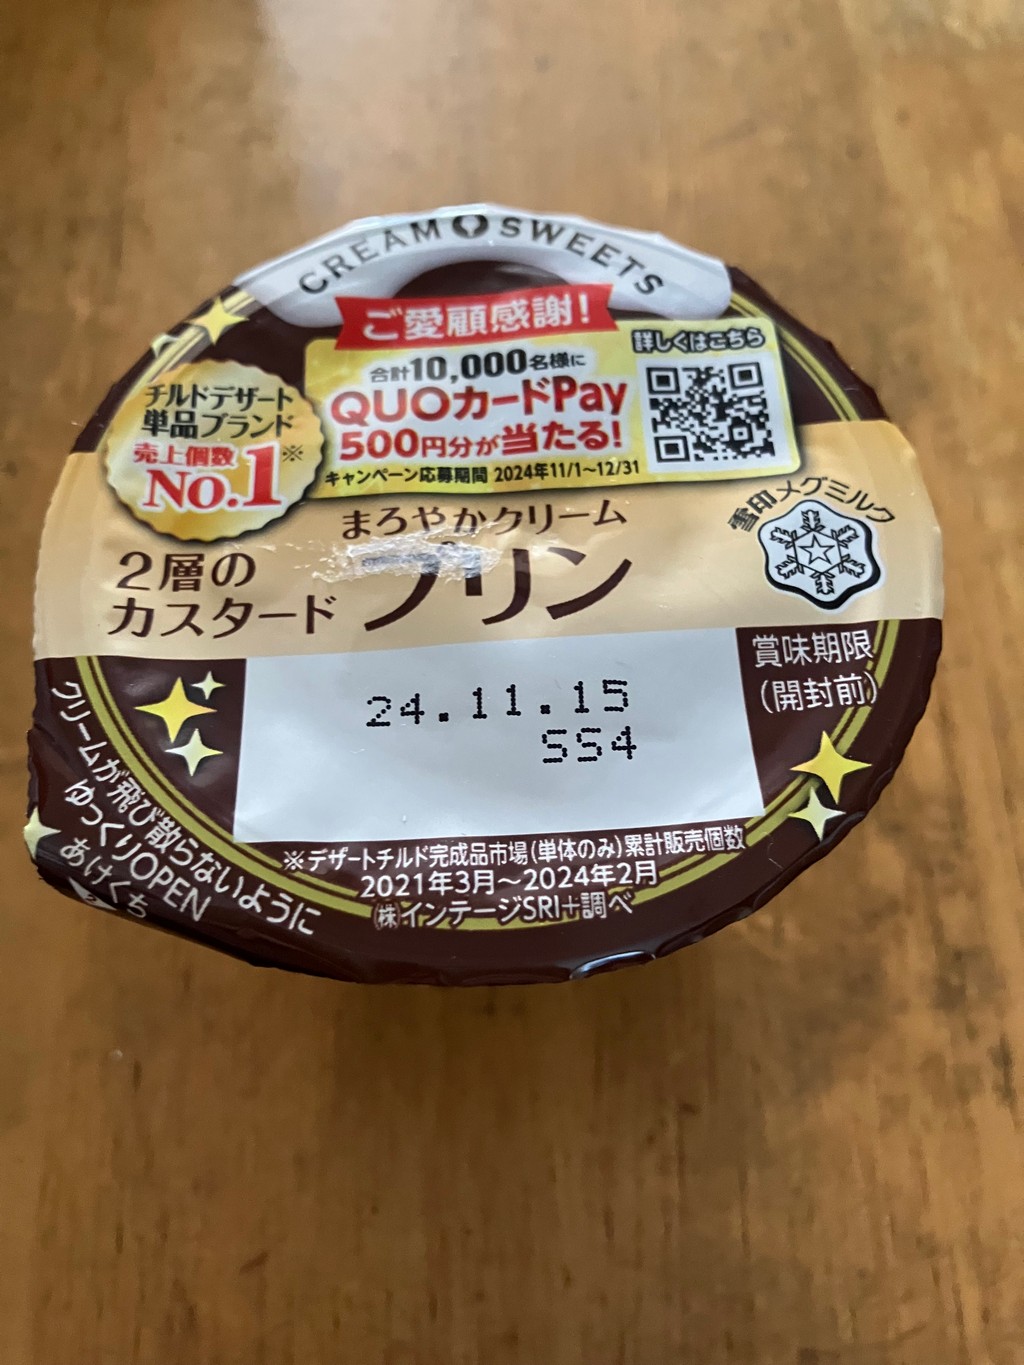 CREAM SWEETS
ご愛顧感謝!
合計10,000名様に
QUOカードPay
500円分が当たる!
キャンペーン応募期間 2024年11/1~12/31
詳しくはこちら
チルドデザート
単品ブランド
売上個数
No.1※
雪印メグミルク
まろやかクリーム
プリン
2層の
カスタード
賞味期限
(開封前)
24.11.15
SS4
クリームが飛び散らないように
ゆっくりOPEN
あけくち
※デザートチルド完成品市場(単体のみ)累計販売個数
2021年3月~2024年2月
㈱インテージSRI+調べ